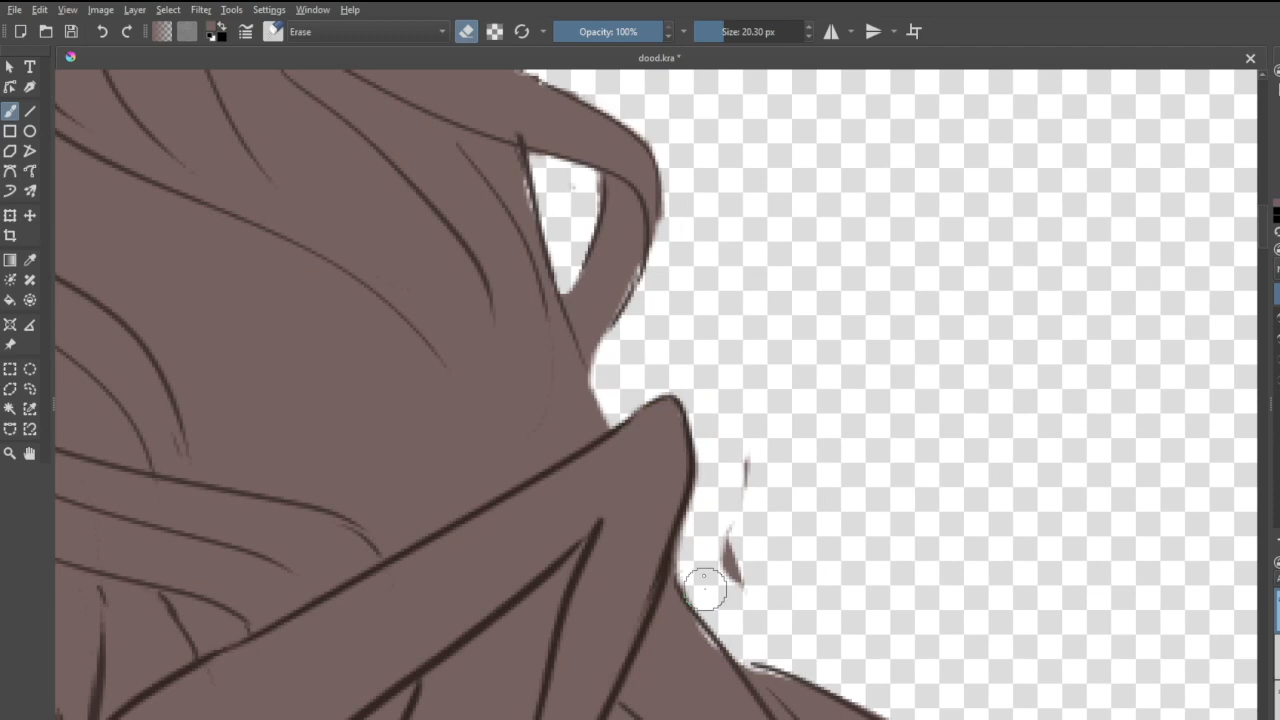 File Edit View Image Layer Select Filter Tools Settings Window Help
Erase Opacity: 100% Size: 20.30 px
dood.kra *